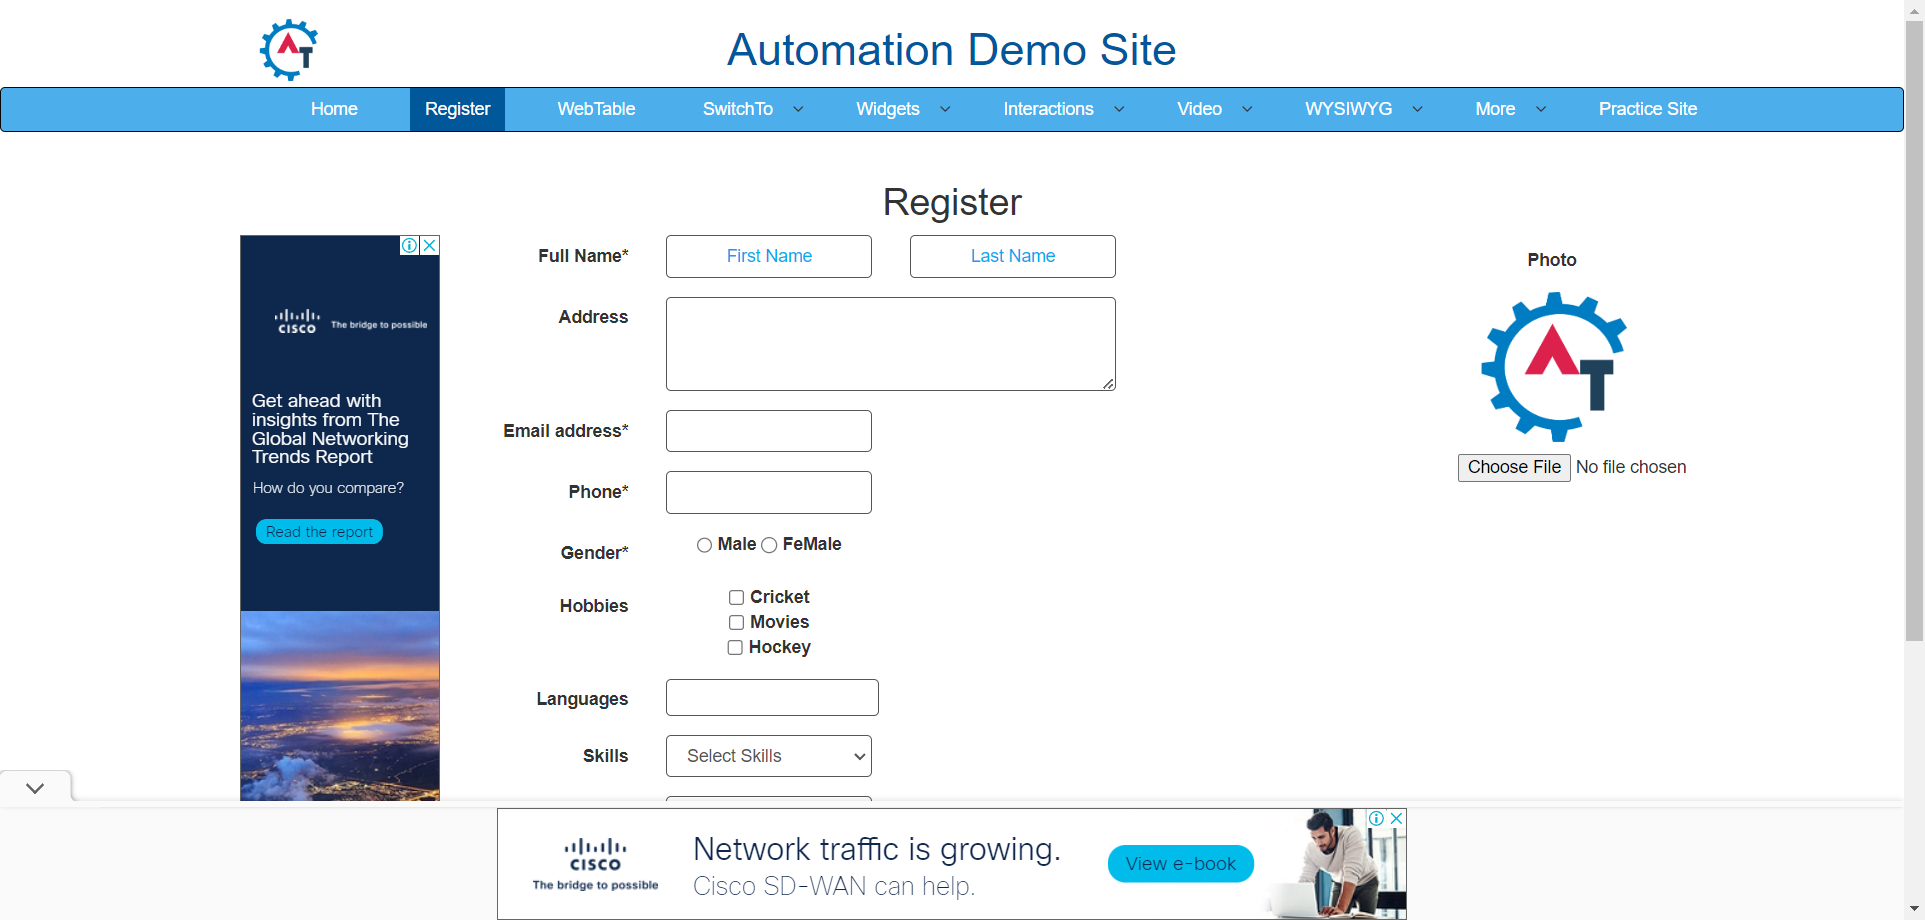 AT
Automation Demo Site
Home Register WebTable SwitchTo Widgets Interactions Video WYSIWYG More Practice Site
Register
CISCO The bridge to possible
Get ahead with
insights from The
Global Networking
Trends Report
How do you compare?
Read the report
Full Name* First Name Last Name
Address
Email address*
Phone*
Gender* Male FeMale
Hobbies
Cricket
Movies
Hockey
Languages
Skills Select Skills
Photo
AT
Choose File No file chosen
CISCO
The bridge to possible
Network traffic is growing.
Cisco SD-WAN can help.
View e-book